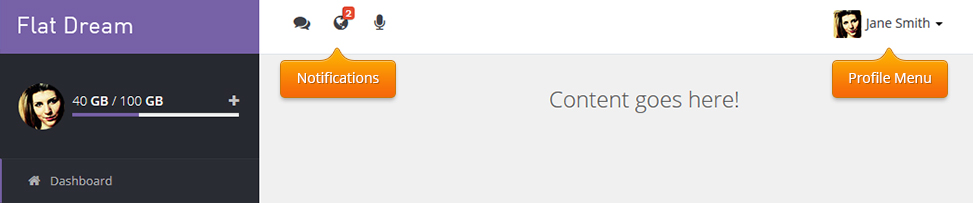 Flat Dream
2
Jane Smith
Notifications
Profile Menu
40 GB / 100 GB
Content goes here!
Dashboard